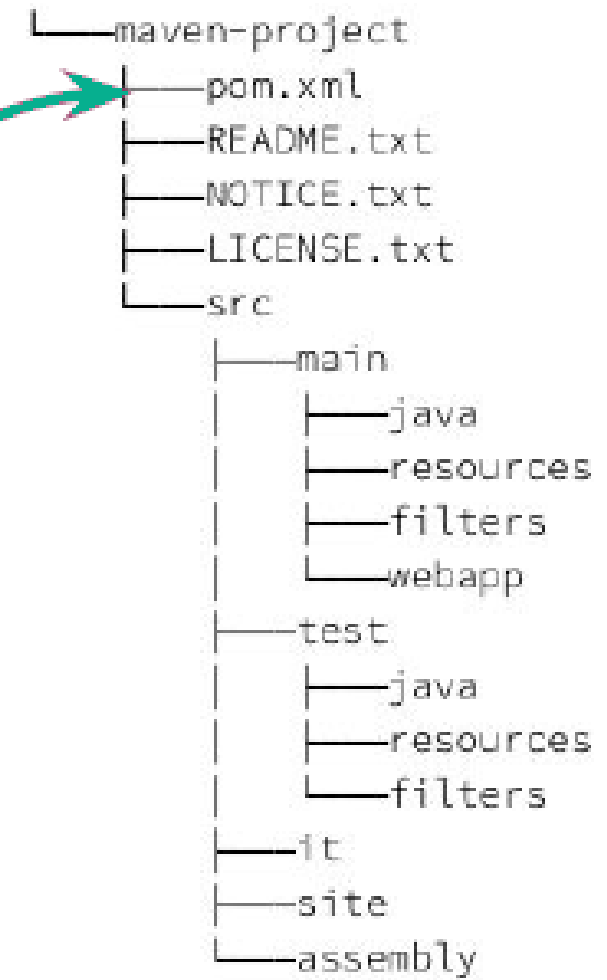 maven-project
pom.xml
README.txt
NOTICE.txt
LICENSE.txt
src
main
java
resources
filters
webapp
test
java
resources
filters
it
site
assembly